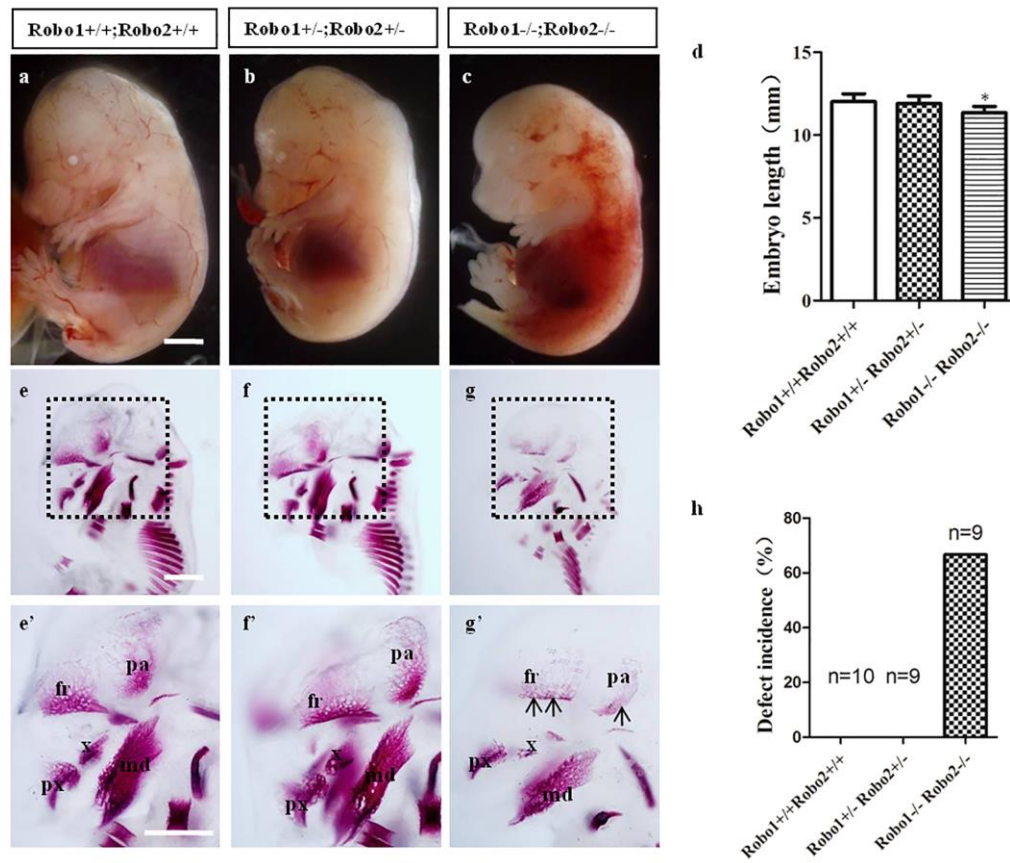 Robo1+/+;Robo2+/+
Robo1+/-;Robo2+/-
Robo1-/-;Robo2-/-
a
b
c
d
Embryo length (mm)
15
10
5
0
*
Robo1+/+Robo2+/+
Robo1+/- Robo2+/-
Robo1-/- Robo2-/-
e
f
g
h
Defect incidence (%)
80
60
40
20
0
n=10
n=9
n=9
Robo1+/+Robo2+/+
Robo1+/- Robo2+/-
Robo1-/- Robo2-/-
e’
pa
fr
x
px
md
f’
pa
fr
x
px
md
g’
fr
pa
x
px
md